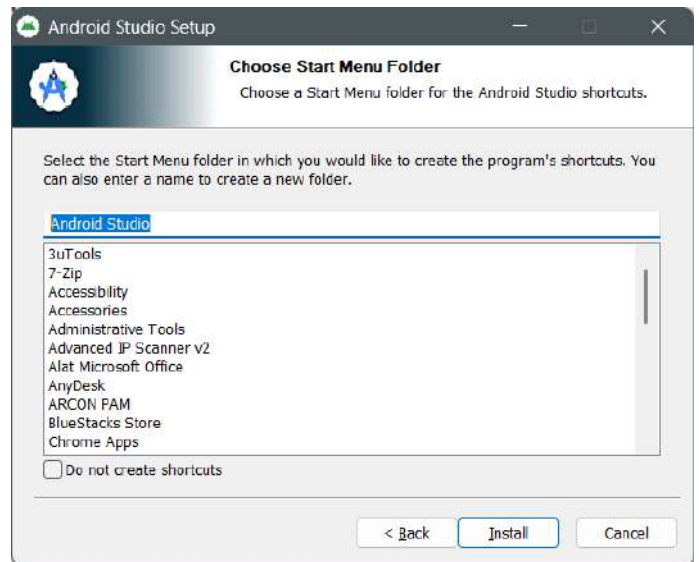 Android Studio Setup
Choose Start Menu Folder
Choose a Start Menu folder for the Android Studio shortcuts.
Select the Start Menu folder in which you would like to create the program's shortcuts. You
can also enter a name to create a new folder.
Android Studio
3uTools
7-Zip
Accessibility
Accessories
Administrative Tools
Advanced IP Scanner v2
Alat Microsoft Office
AnyDesk
ARCON PAM
BlueStacks Store
Chrome Apps
Do not create shortcuts
< Back
Install
Cancel